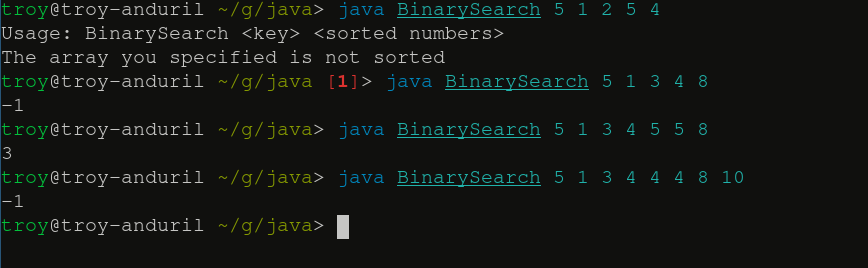 troy@troy-anduril ~/g/java> java BinarySearch 5 1 2 5 4
Usage: BinarySearch <key> <sorted numbers>
The array you specified is not sorted
troy@troy-anduril ~/g/java [1]> java BinarySearch 5 1 3 4 8
-1
troy@troy-anduril ~/g/java> java BinarySearch 5 1 3 4 5 5 8
3
troy@troy-anduril ~/g/java> java BinarySearch 5 1 3 4 4 4 8 10
-1
troy@troy-anduril ~/g/java>